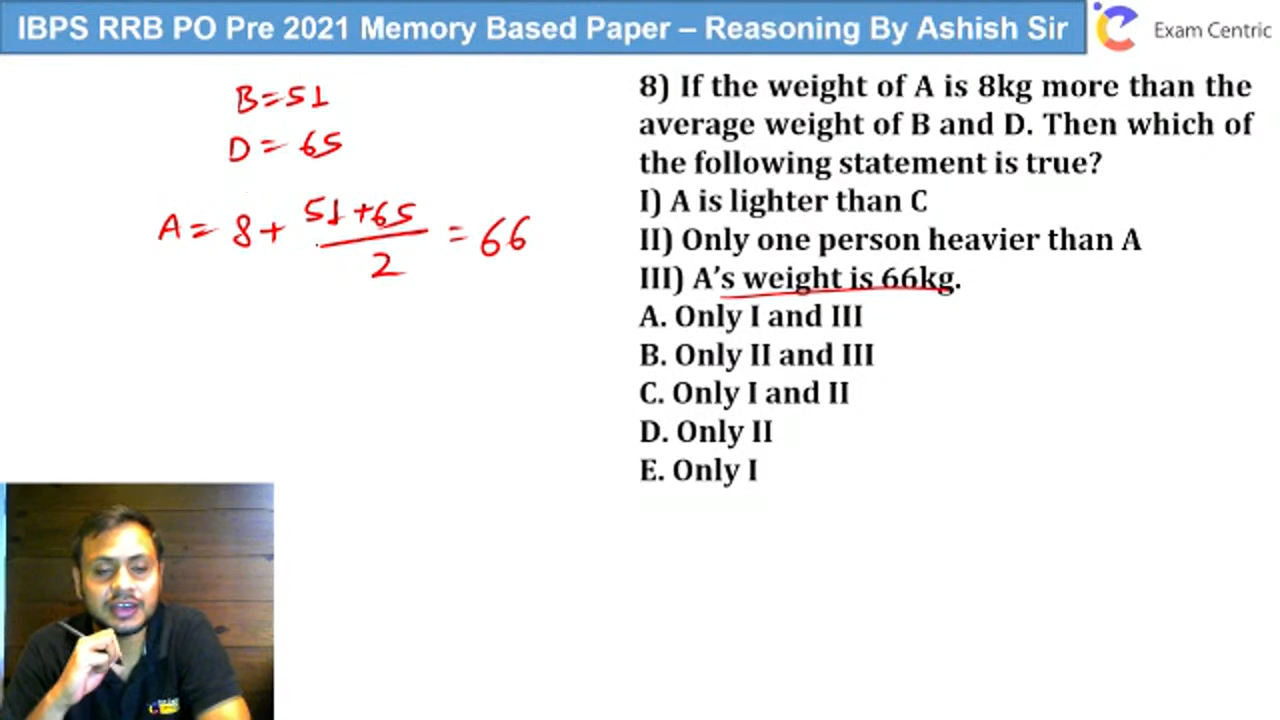 IBPS RRB PO Pre 2021 Memory Based Paper – Reasoning By Ashish Sir
Exam Centric
B=51
D=65
A= 8+ 51+65/2 = 66
8) If the weight of A is 8kg more than the
average weight of B and D. Then which of
the following statement is true?
I) A is lighter than C
II) Only one person heavier than A
III) A’s weight is 66kg.
A. Only I and III
B. Only II and III
C. Only I and II
D. Only II
E. Only I